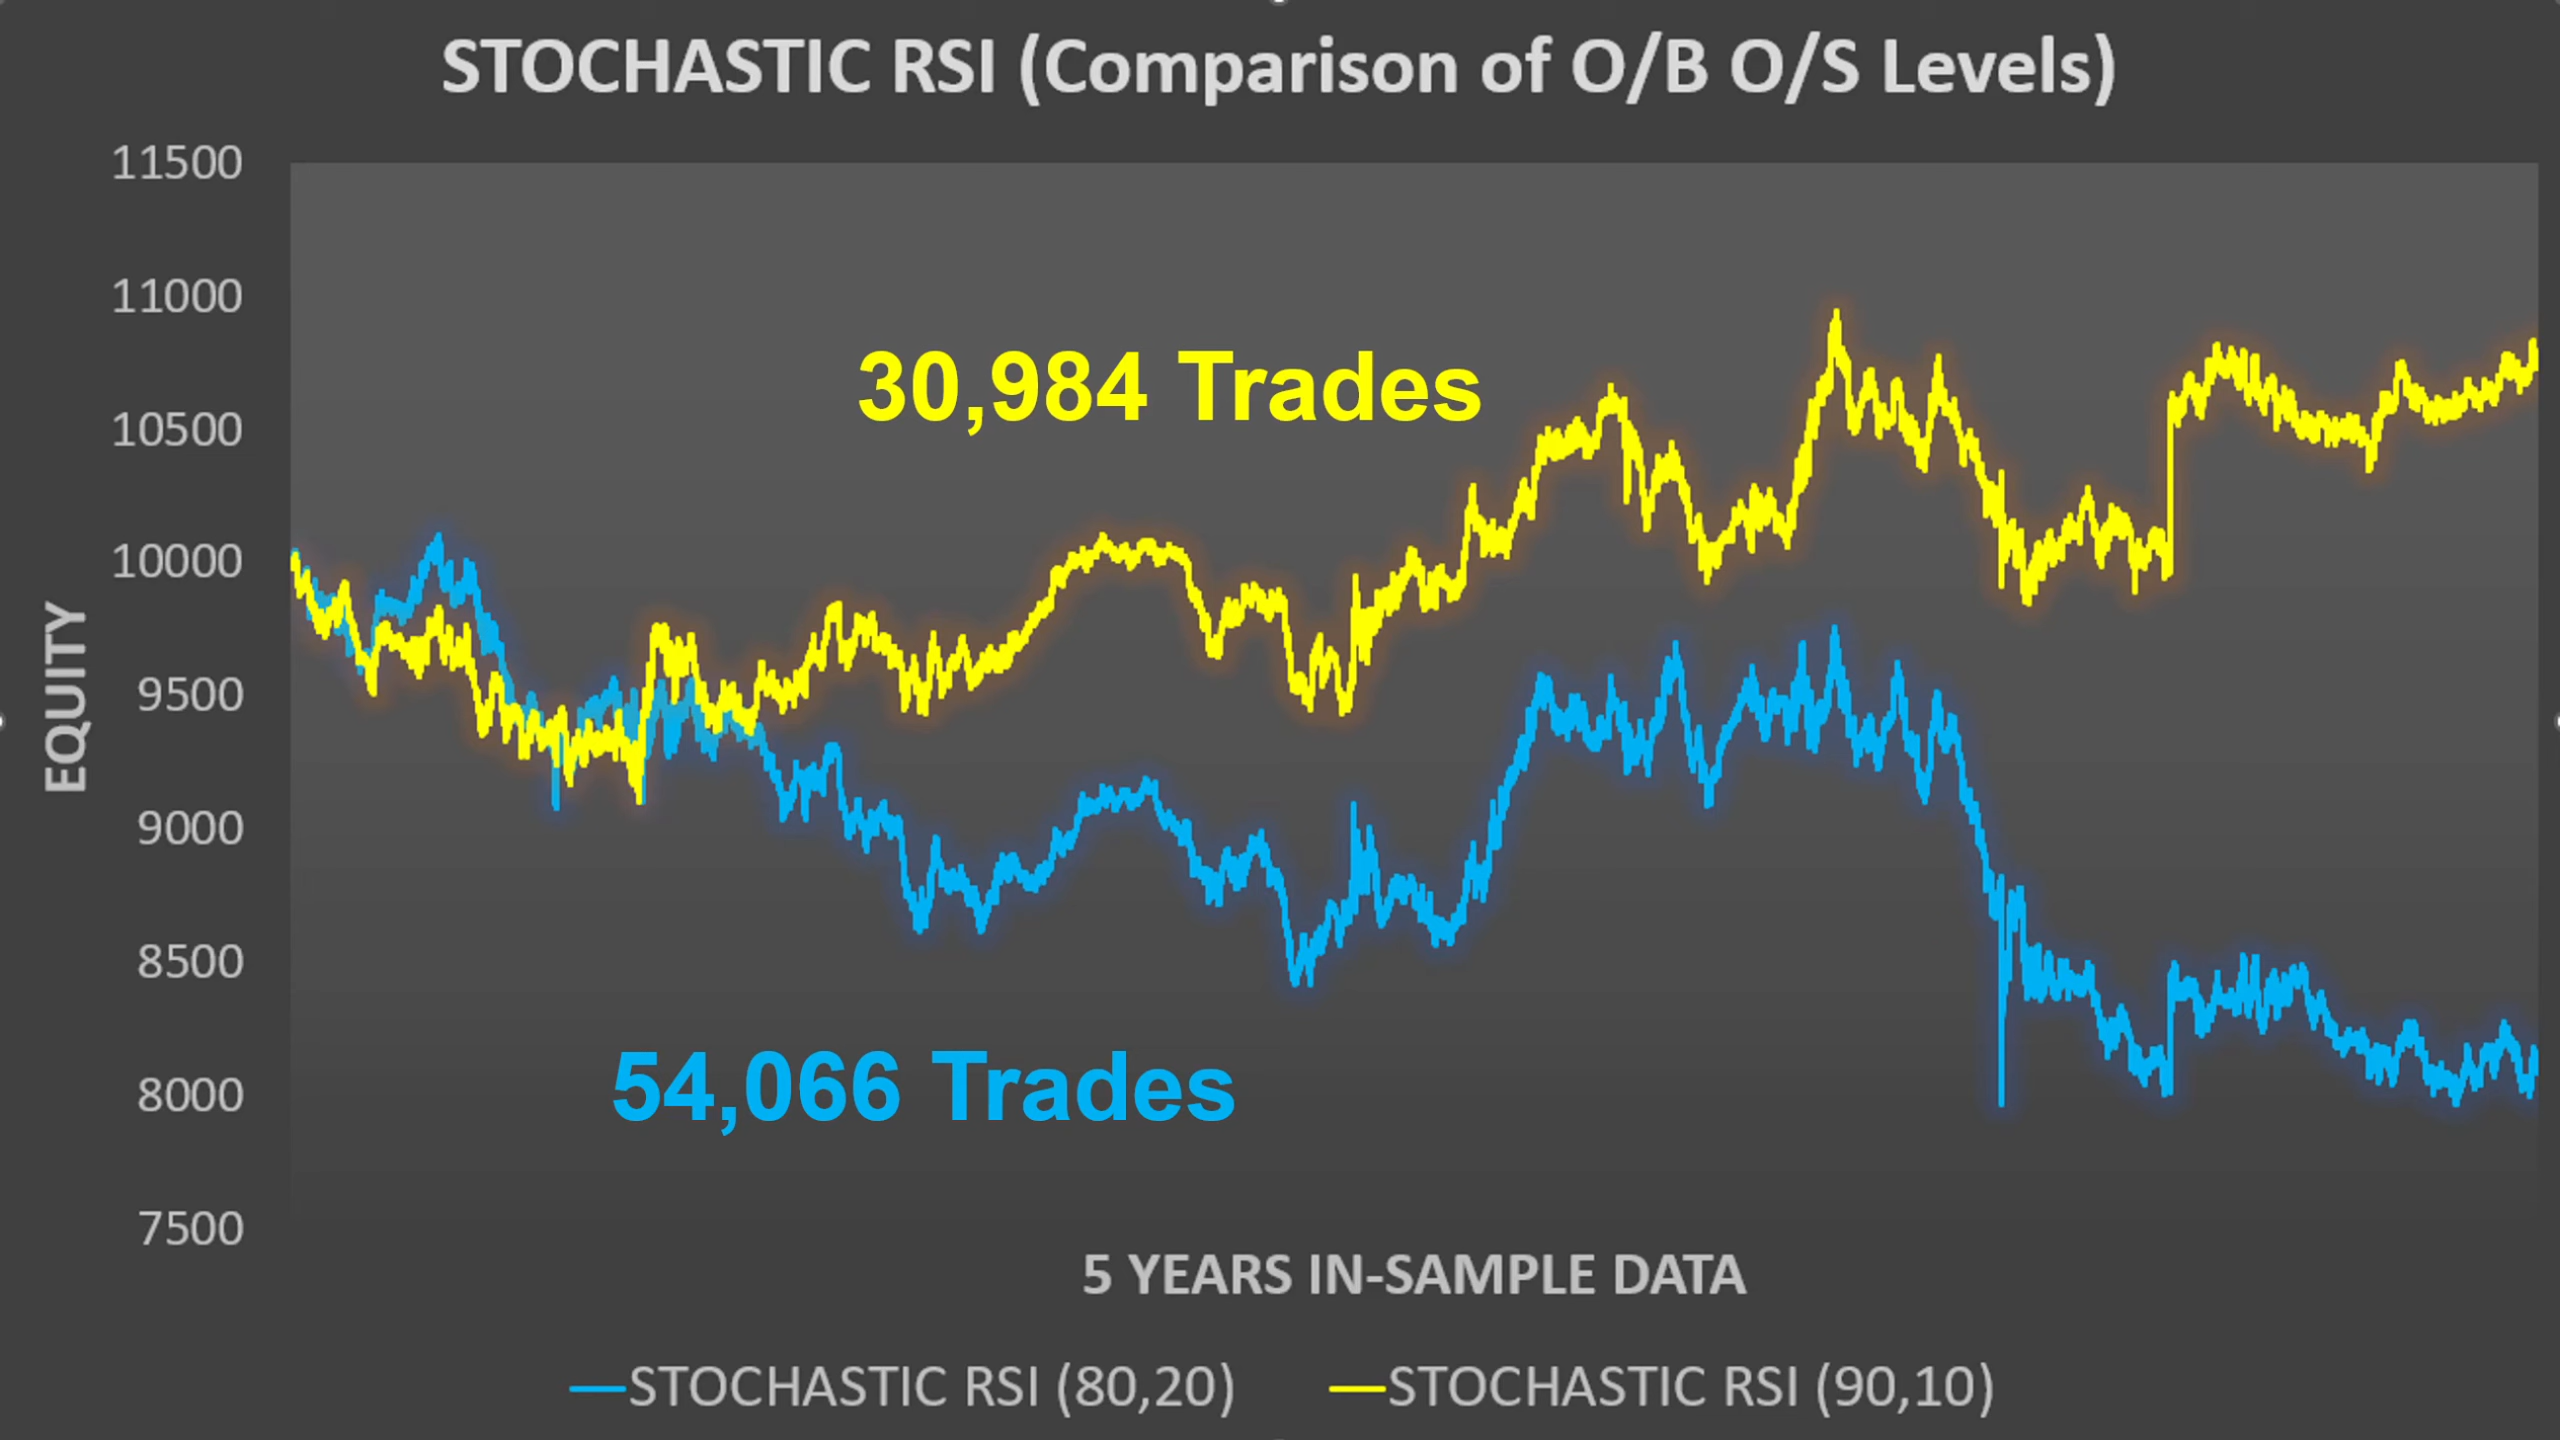 STOCHASTIC RSI (Comparison of O/B O/S Levels)
11500
11000
10500
10000
9500
9000
8500
8000
7500
EQUITY
30,984 Trades
54,066 Trades
5 YEARS IN-SAMPLE DATA
STOCHASTIC RSI (80,20)
STOCHASTIC RSI (90,10)